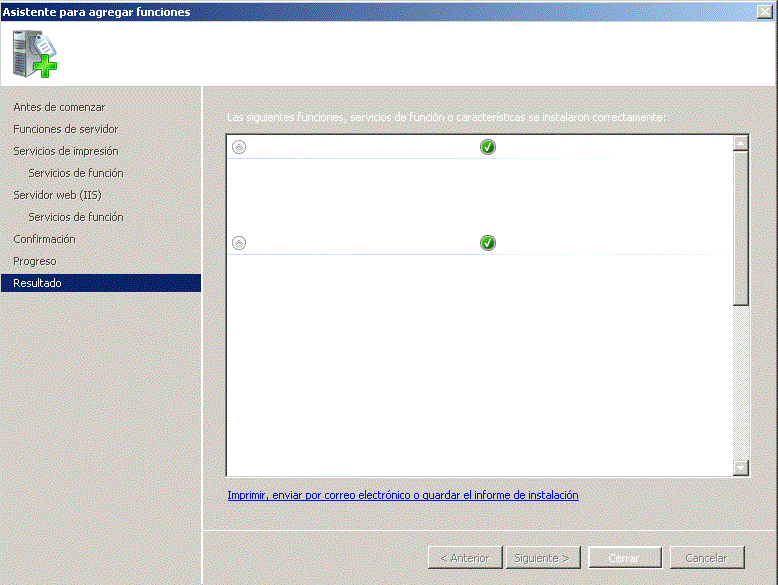 Asistente para agregar funciones
Antes de comenzar
Funciones de servidor
Servicios de impresión
Servicios de función
Servidor web (IIS)
Servicios de función
Confirmación
Progreso
Resultado
Las siguientes funciones, servicios de función o características se instalaron correctamente:
Imprimir, enviar por correo electrónico o guardar el informe de instalación
< Anterior
Siguiente >
Cerrar
Cancelar